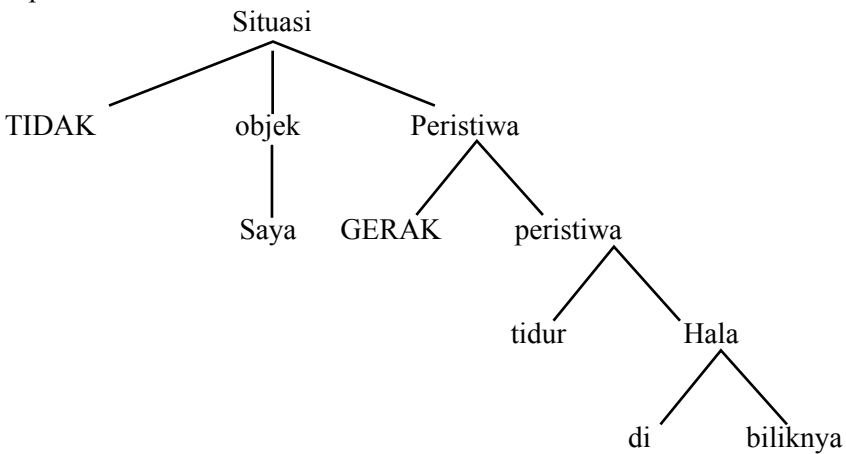 Situasi
TIDAK objek Peristiwa
Saya GERAK peristiwa
tidur Hala
di biliknya